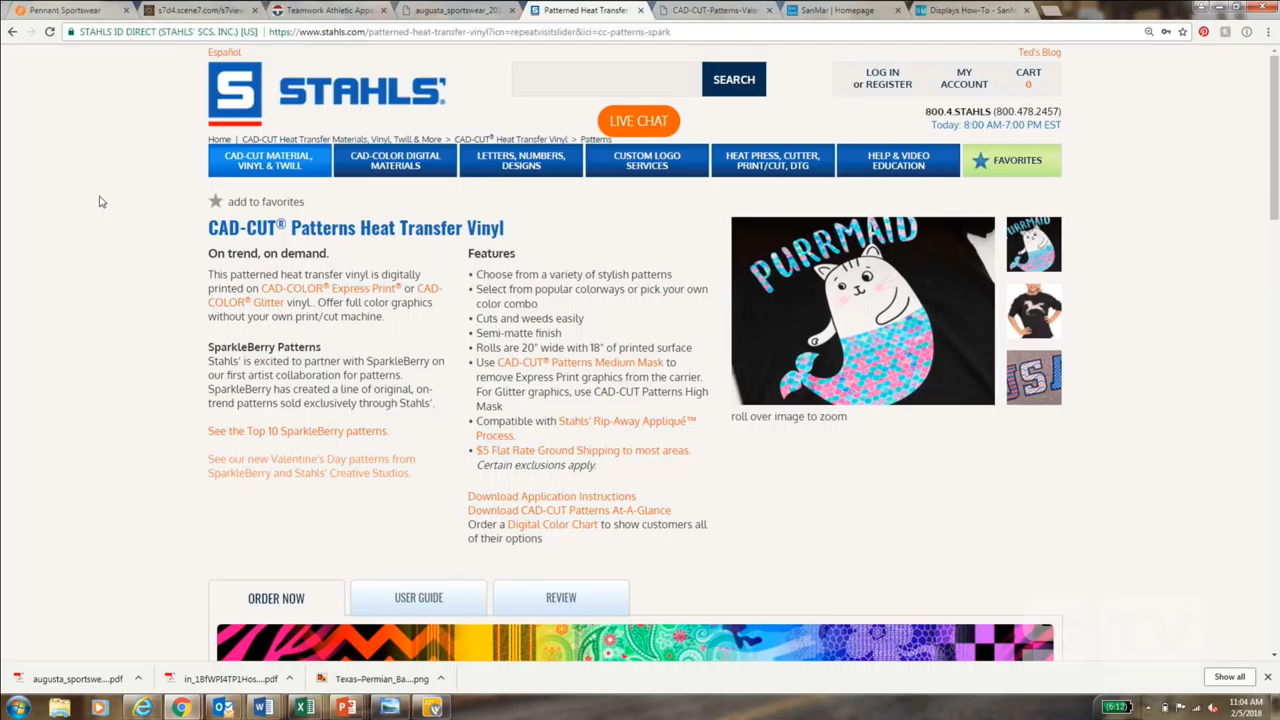 Pennant Sportswear
s7d4.scene7.com/s7view
Teamwork Athletic Appa
augusta_sportswear_20
Patterned Heat Transfer
CAD-CUT-Patterns-Vale
SanMar | Homepage
Displays How-To - SanM
STAHLS ID DIRECT (STAHLS' SCS, INC.) [US]
https://www.stahls.com/patterned-heat-transfer-vinyl?icn=repeatvisitslider&ici=cc-patterns-spark
Español
Ted's Blog
S STAHLS'
SEARCH
LOG IN
or REGISTER
MY
ACCOUNT
CART
0
LIVE CHAT
800.4.STAHLS (800.478.2457)
Today: 8:00 AM-7:00 PM EST
Home | CAD-CUT Heat Transfer Materials, Vinyl, Twill & More > CAD-CUT® Heat Transfer Vinyl > Patterns
CAD-CUT MATERIAL,
VINYL & TWILL
CAD-COLOR DIGITAL
MATERIALS
LETTERS, NUMBERS,
DESIGNS
CUSTOM LOGO
SERVICES
HEAT PRESS, CUTTER,
PRINT/CUT, DTG
HELP & VIDEO
EDUCATION
FAVORITES
add to favorites
CAD-CUT® Patterns Heat Transfer Vinyl
On trend, on demand.
This patterned heat transfer vinyl is digitally
printed on CAD-COLOR® Express Print® or CAD-
COLOR® Glitter vinyl.. Offer full color graphics
without your own print/cut machine.
SparkleBerry Patterns
Stahls' is excited to partner with SparkleBerry on
our first artist collaboration for patterns.
SparkleBerry has created a line of original, on-
trend patterns sold exclusively through Stahls'.
See the Top 10 SparkleBerry patterns.
See our new Valentine's Day patterns from
SparkleBerry and Stahls' Creative Studios.
Features
• Choose from a variety of stylish patterns
• Select from popular colorways or pick your own
color combo
• Cuts and weeds easily
• Semi-matte finish
• Rolls are 20" wide with 18" of printed surface
• Use CAD-CUT® Patterns Medium Mask to
remove Express Print graphics from the carrier.
For Glitter graphics, use CAD-CUT Patterns High
Mask
• Compatible with Stahls' Rip-Away Appliqué™
Process.
• $5 Flat Rate Ground Shipping to most areas.
Certain exclusions apply.
Download Application Instructions
Download CAD-CUT Patterns At-A-Glance
Order a Digital Color Chart to show customers all
of their options
PURRMAID
PURRMAID
USA
roll over image to zoom
ORDER NOW
USER GUIDE
REVIEW
augusta_sportswe....pdf
in_1BfWPI4TP1Hos....pdf
Texas–Permian_Ba....png
Show all
(6:12)
11:04 AM
2/5/2018